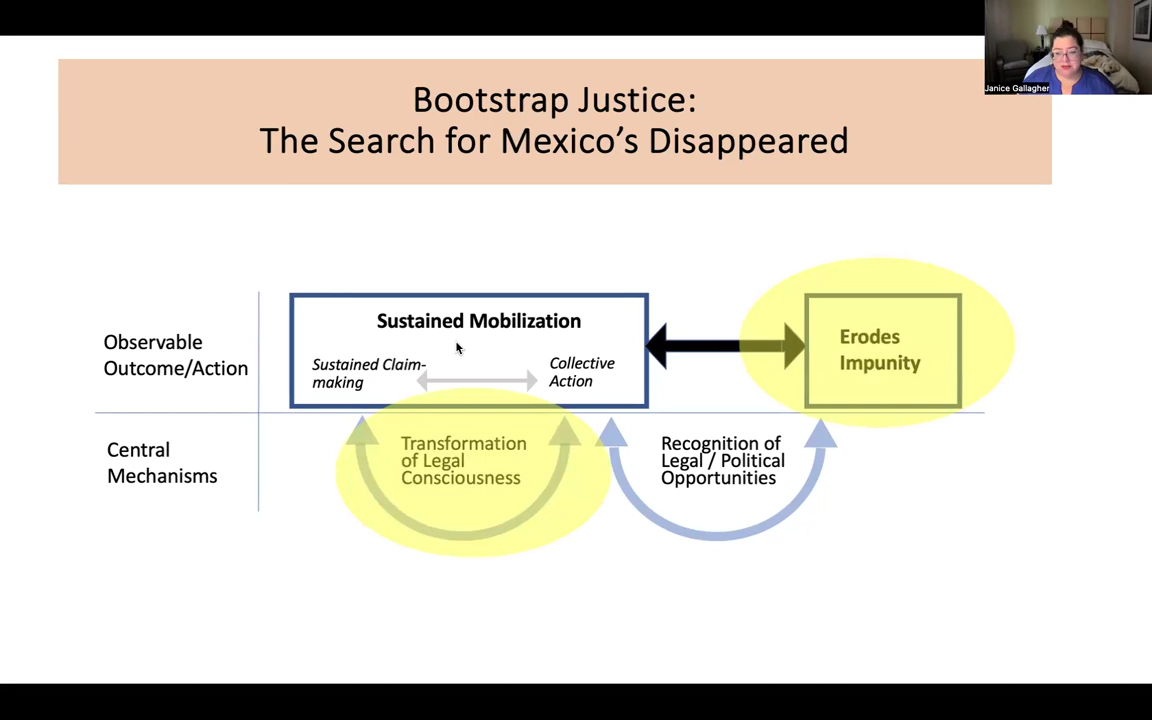 Janice Gallagher
Bootstrap Justice:
The Search for Mexico’s Disappeared
Observable
Outcome/Action
Sustained Mobilization
Sustained Claim-
making
Collective
Action
Erodes
Impunity
Central
Mechanisms
Transformation
of Legal
Consciousness
Recognition of
Legal / Political
Opportunities